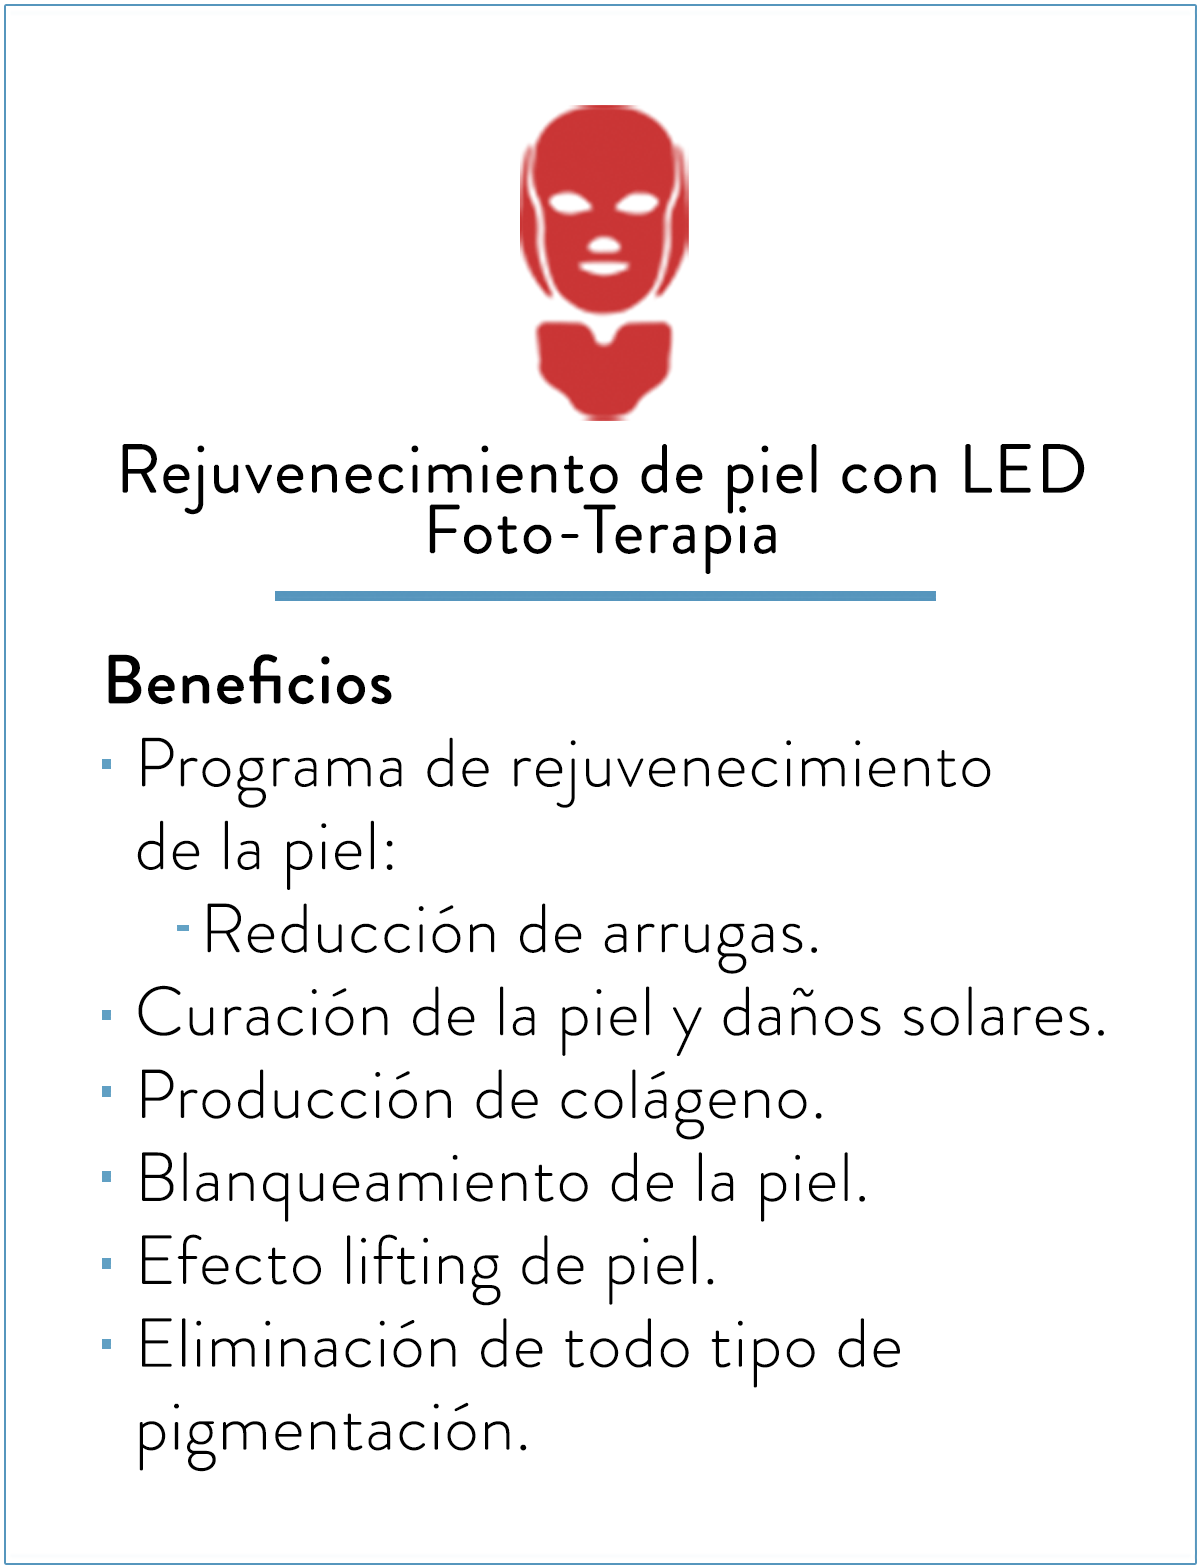 Rejuvenecimiento de piel con LED
Foto-Terapia
Beneficios
▪ Programa de rejuvenecimiento
de la piel:
- Reducción de arrugas.
▪ Curación de la piel y daños solares.
▪ Producción de colágeno.
▪ Blanqueamiento de la piel.
▪ Efecto lifting de piel.
▪ Eliminación de todo tipo de
pigmentación.